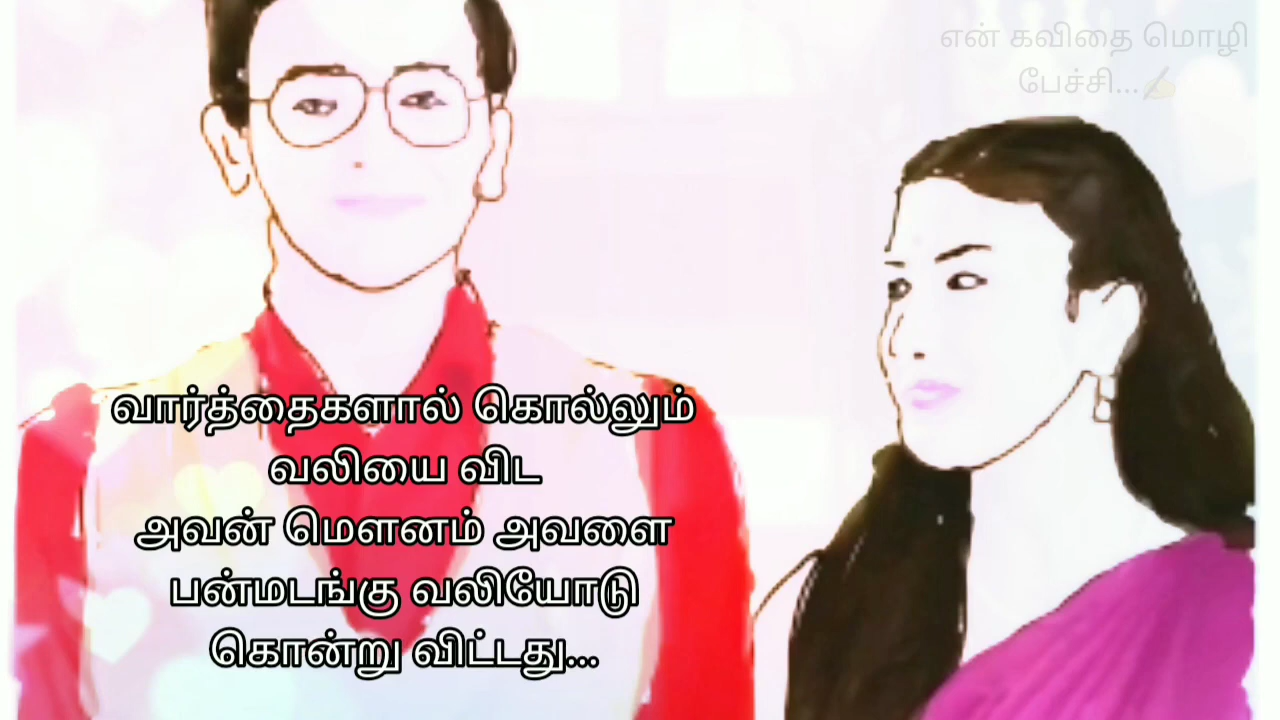 என் கவிதை மொழி
பேச்சி...✍
வார்த்தைகளால் கொல்லும்
வலியை விட
அவன் மௌனம் அவளை
பன்மடங்கு வலியோடு
கொன்று விட்டது...